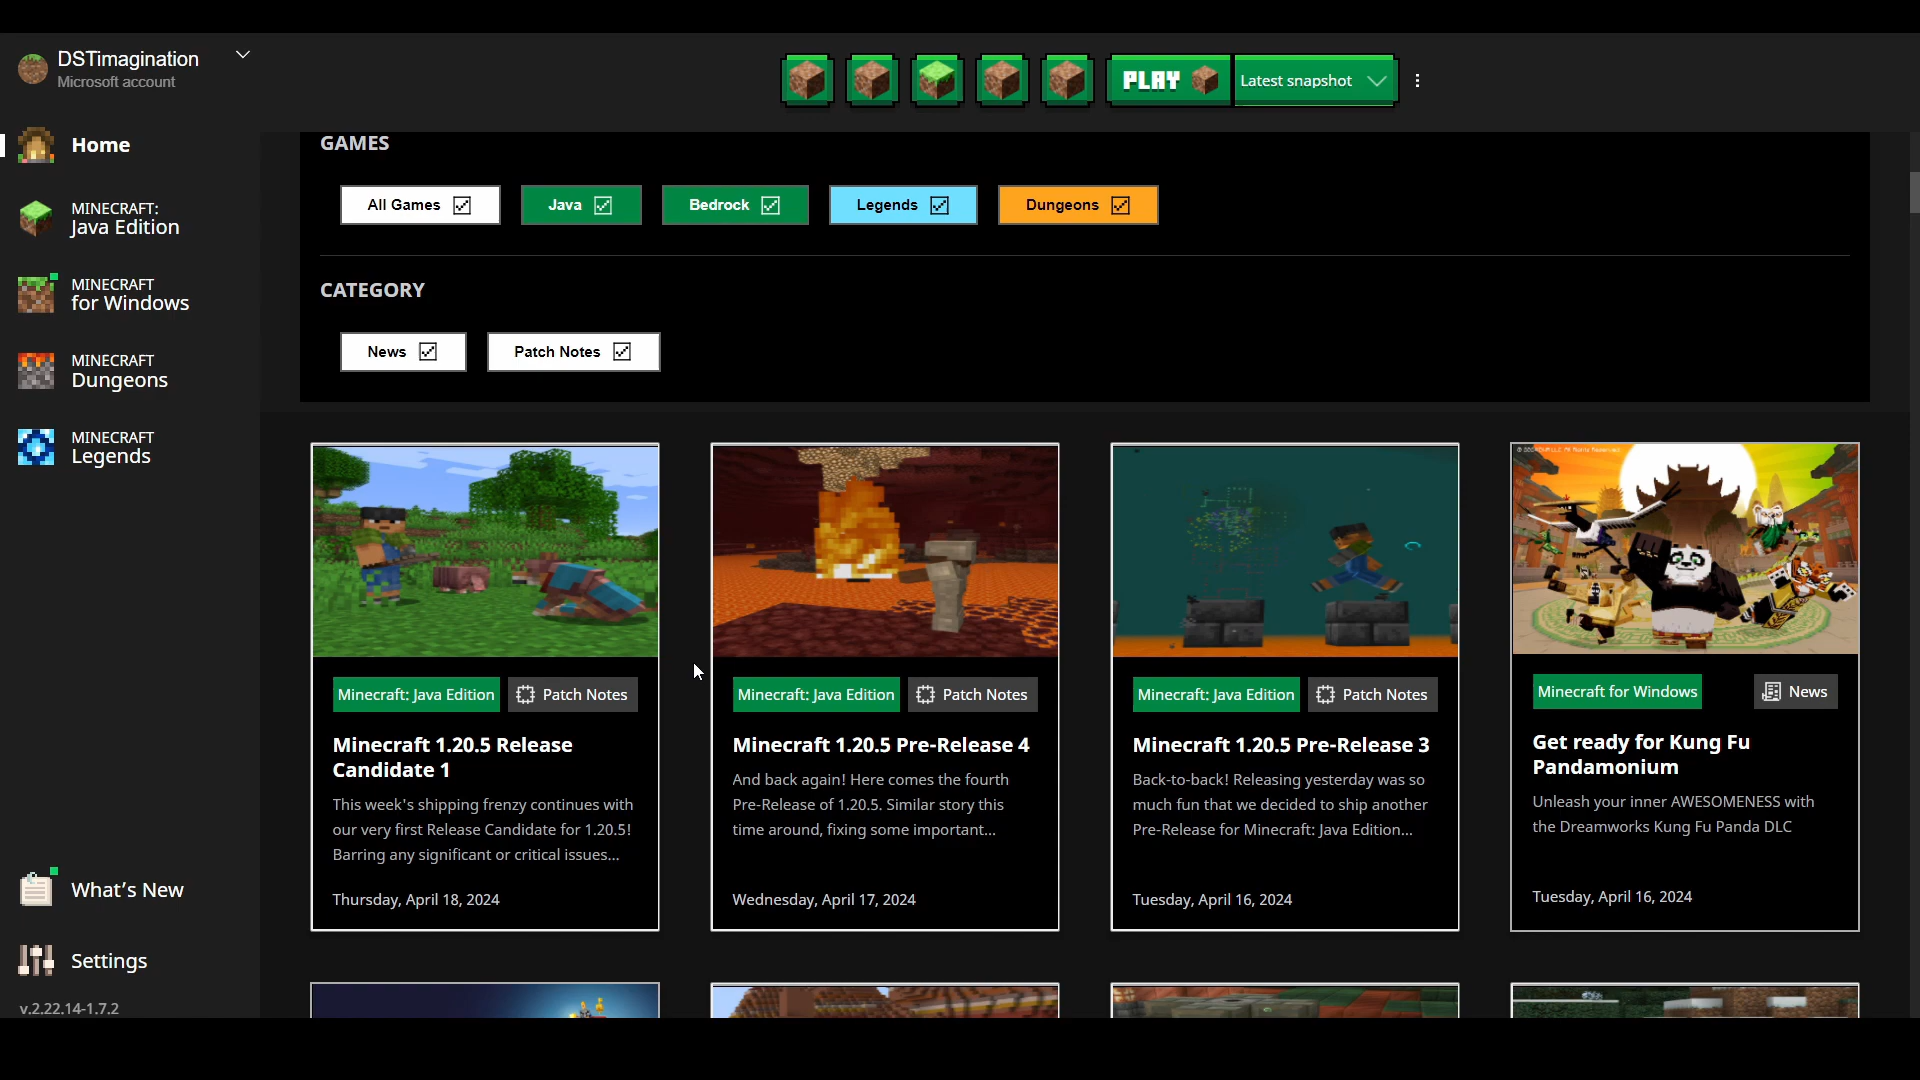 DSTimagination
Microsoft account
PLAY
Latest snapshot
Home
MINECRAFT:
Java Edition
MINECRAFT
for Windows
MINECRAFT
Dungeons
MINECRAFT
Legends
What's New
Settings
v.2.22.14-1.7.2
GAMES
All Games
Java
Bedrock
Legends
Dungeons
CATEGORY
News
Patch Notes
Minecraft: Java Edition
Patch Notes
Minecraft 1.20.5 Release
Candidate 1
This week's shipping frenzy continues with
our very first Release Candidate for 1.20.5!
Barring any significant or critical issues...
Thursday, April 18, 2024
Minecraft: Java Edition
Patch Notes
Minecraft 1.20.5 Pre-Release 4
And back again! Here comes the fourth
Pre-Release of 1.20.5. Similar story this
time around, fixing some important...
Wednesday, April 17, 2024
Minecraft: Java Edition
Patch Notes
Minecraft 1.20.5 Pre-Release 3
Back-to-back! Releasing yesterday was so
much fun that we decided to ship another
Pre-Release for Minecraft: Java Edition...
Tuesday, April 16, 2024
Minecraft for Windows
News
Get ready for Kung Fu
Pandamonium
Unleash your inner AWESOMENESS with
the Dreamworks Kung Fu Panda DLC
Tuesday, April 16, 2024